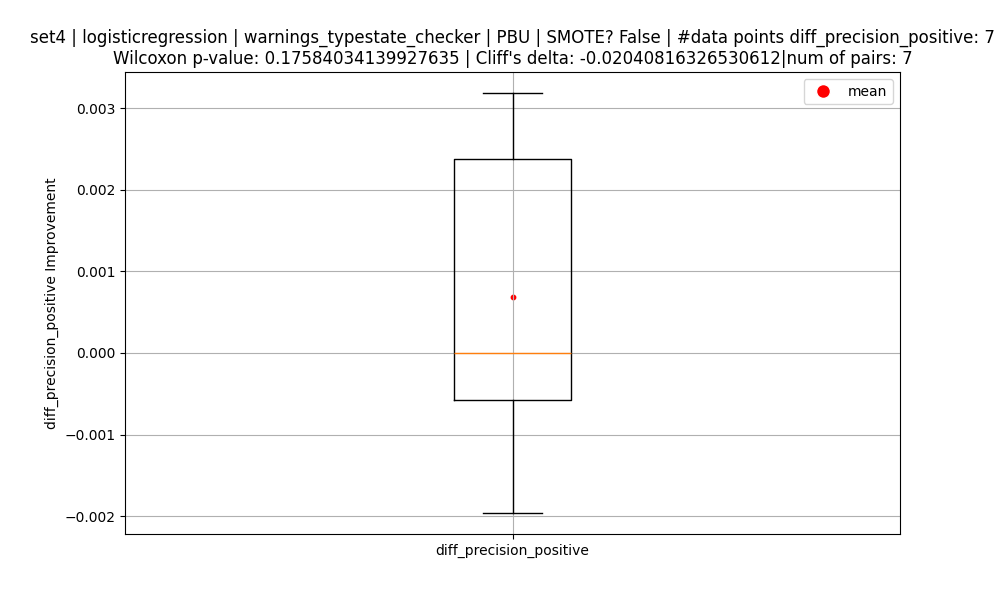 set4 | logisticregression | warnings_typestate_checker | PBU | SMOTE? False | #data points diff_precision_positive: 7
Wilcoxon p-value: 0.17584034139927635 | Cliff's delta: -0.02040816326530612|num of pairs: 7
mean
0.003
0.002
0.001
0.000
−0.001
−0.002
diff_precision_positive Improvement
diff_precision_positive